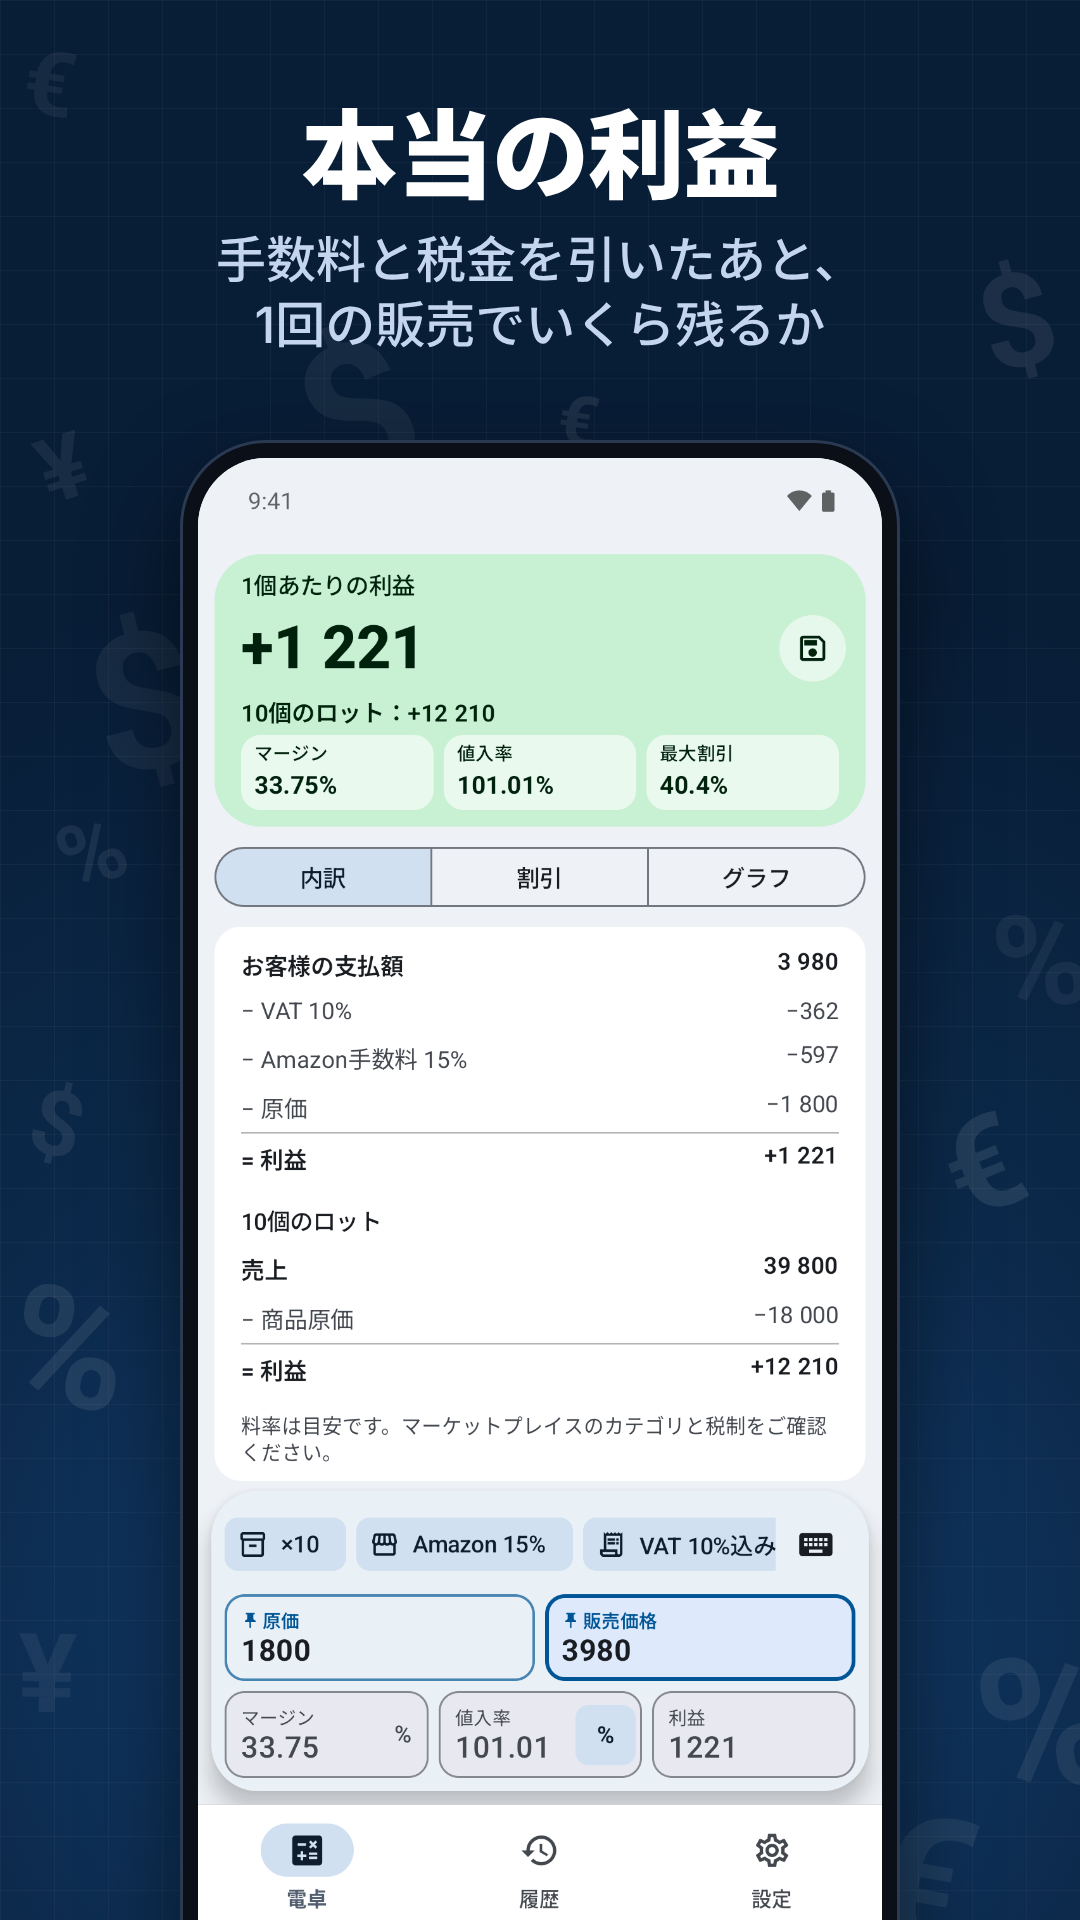 本当の利益
手数料と税金を引いたあと、
1回の販売でいくら残るか
9:41
1個あたりの利益
+1 221
10個のロット：+12 210
マージン
33.75%
値入率
101.01%
最大割引
40.4%
内訳
割引
グラフ
お客様の支払額 3 980
− VAT 10% −362
− Amazon手数料 15% −597
− 原価 −1 800
= 利益 +1 221
10個のロット
売上 39 800
− 商品原価 −18 000
= 利益 +12 210
料率は目安です。マーケットプレイスのカテゴリと税制をご確認
ください。
×10
Amazon 15%
VAT 10%込み
原価
1800
販売価格
3980
マージン
33.75 %
値入率
101.01 %
利益
1221
電卓
履歴
設定